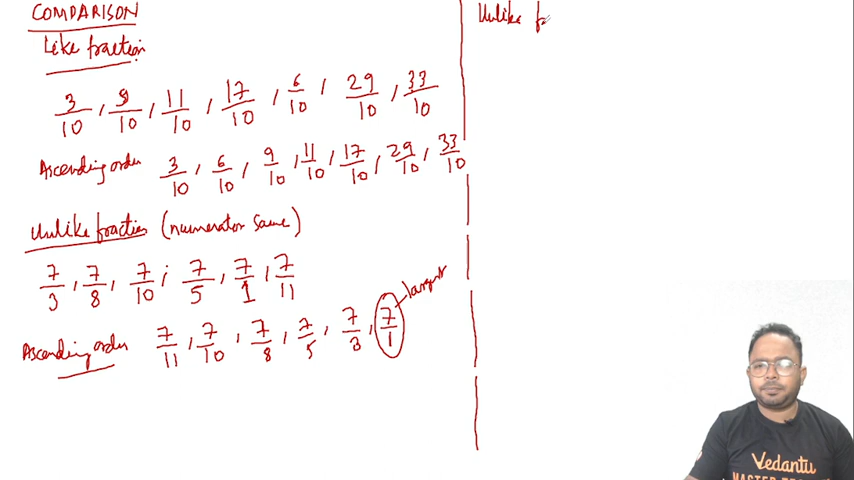 COMPARISON
Like fraction
3/10, 9/10, 11/10, 17/10, 6/10, 29/10, 33/10
Ascending order 3/10, 6/10, 9/10, 11/10, 17/10, 29/10, 33/10
Unlike fraction (numerator same)
7/3, 7/8, 7/10, 7/5, 7/1, 7/11
largest
Ascending order 7/11, 7/10, 7/8, 7/5, 7/3, 7/1
Unlike f
Vedantu
MASTER